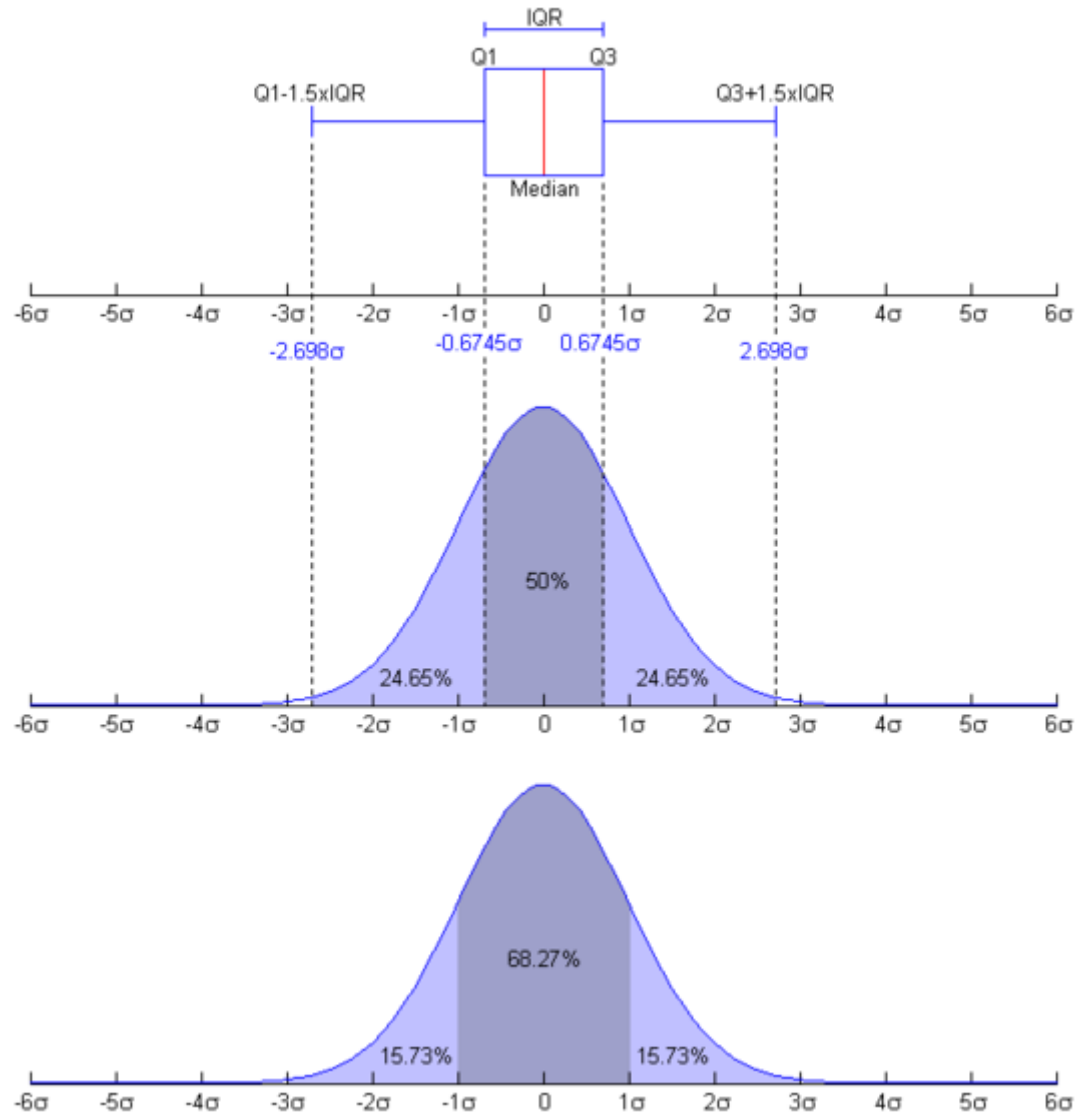 IQR
Q1 Q3
Q1-1.5xIQR Q3+1.5xIQR
Median
-6σ -5σ -4σ -3σ -2σ -1σ 0 1σ 2σ 3σ 4σ 5σ 6σ
-2.698σ -0.6745σ 0.6745σ 2.698σ
50%
24.65% 24.65%
-6σ -5σ -4σ -3σ -2σ -1σ 0 1σ 2σ 3σ 4σ 5σ 6σ
68.27%
15.73% 15.73%
-6σ -5σ -4σ -3σ -2σ -1σ 0 1σ 2σ 3σ 4σ 5σ 6σ